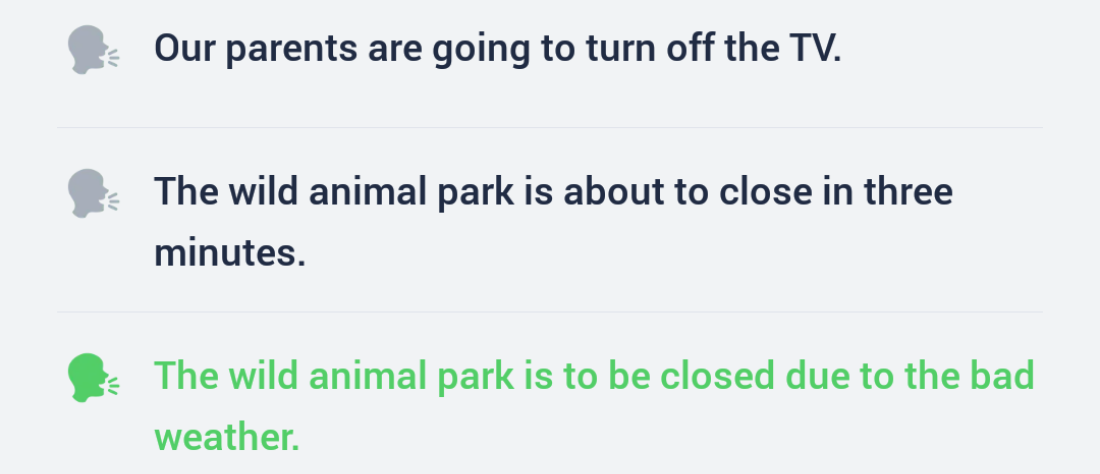 Our parents are going to turn off the TV.
The wild animal park is about to close in three
minutes.
The wild animal park is to be closed due to the bad
weather.